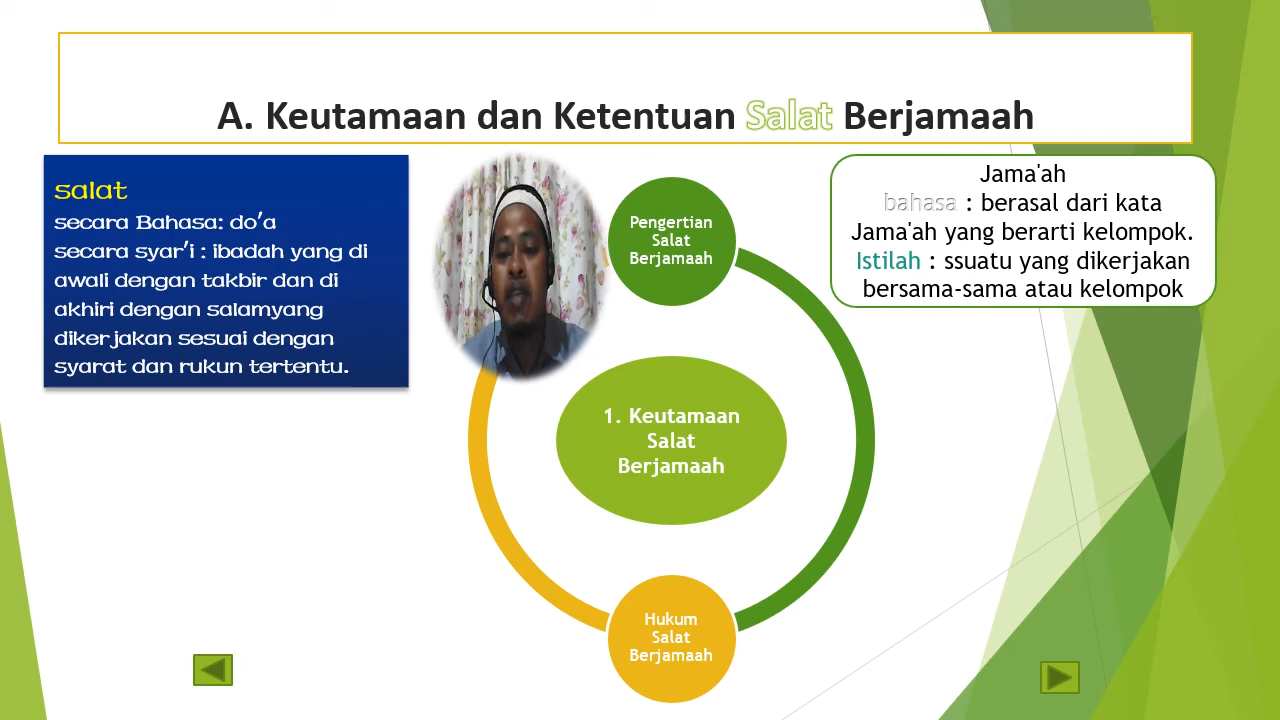 A. Keutamaan dan Ketentuan Salat Berjamaah
salat
secara Bahasa: do'a
secara syar'i : ibadah yang di
awali dengan takbir dan di
akhiri dengan salamyang
dikerjakan sesuai dengan
syarat dan rukun tertentu.
Pengertian
Salat
Berjamaah
Jama'ah
bahasa : berasal dari kata
Jama'ah yang berarti kelompok.
Istilah : ssuatu yang dikerjakan
bersama-sama atau kelompok
1. Keutamaan
Salat
Berjamaah
Hukum
Salat
Berjamaah